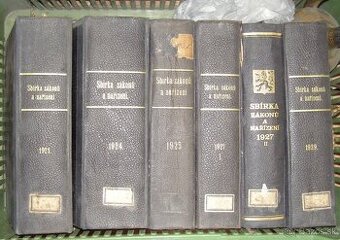 Sbírka zákonů
a nařízení.
1921.
Sbírka zákonů
a nařízení.
1924.
Sbírka zákonů
a nařízení.
1925
Sbírka zákonů
a nařízení.
1927
I
SBÍRKA
ZÁKONŮ
A
NAŘÍZENÍ
1927
II
Sbírka zákonů
a nařízení.
1929.